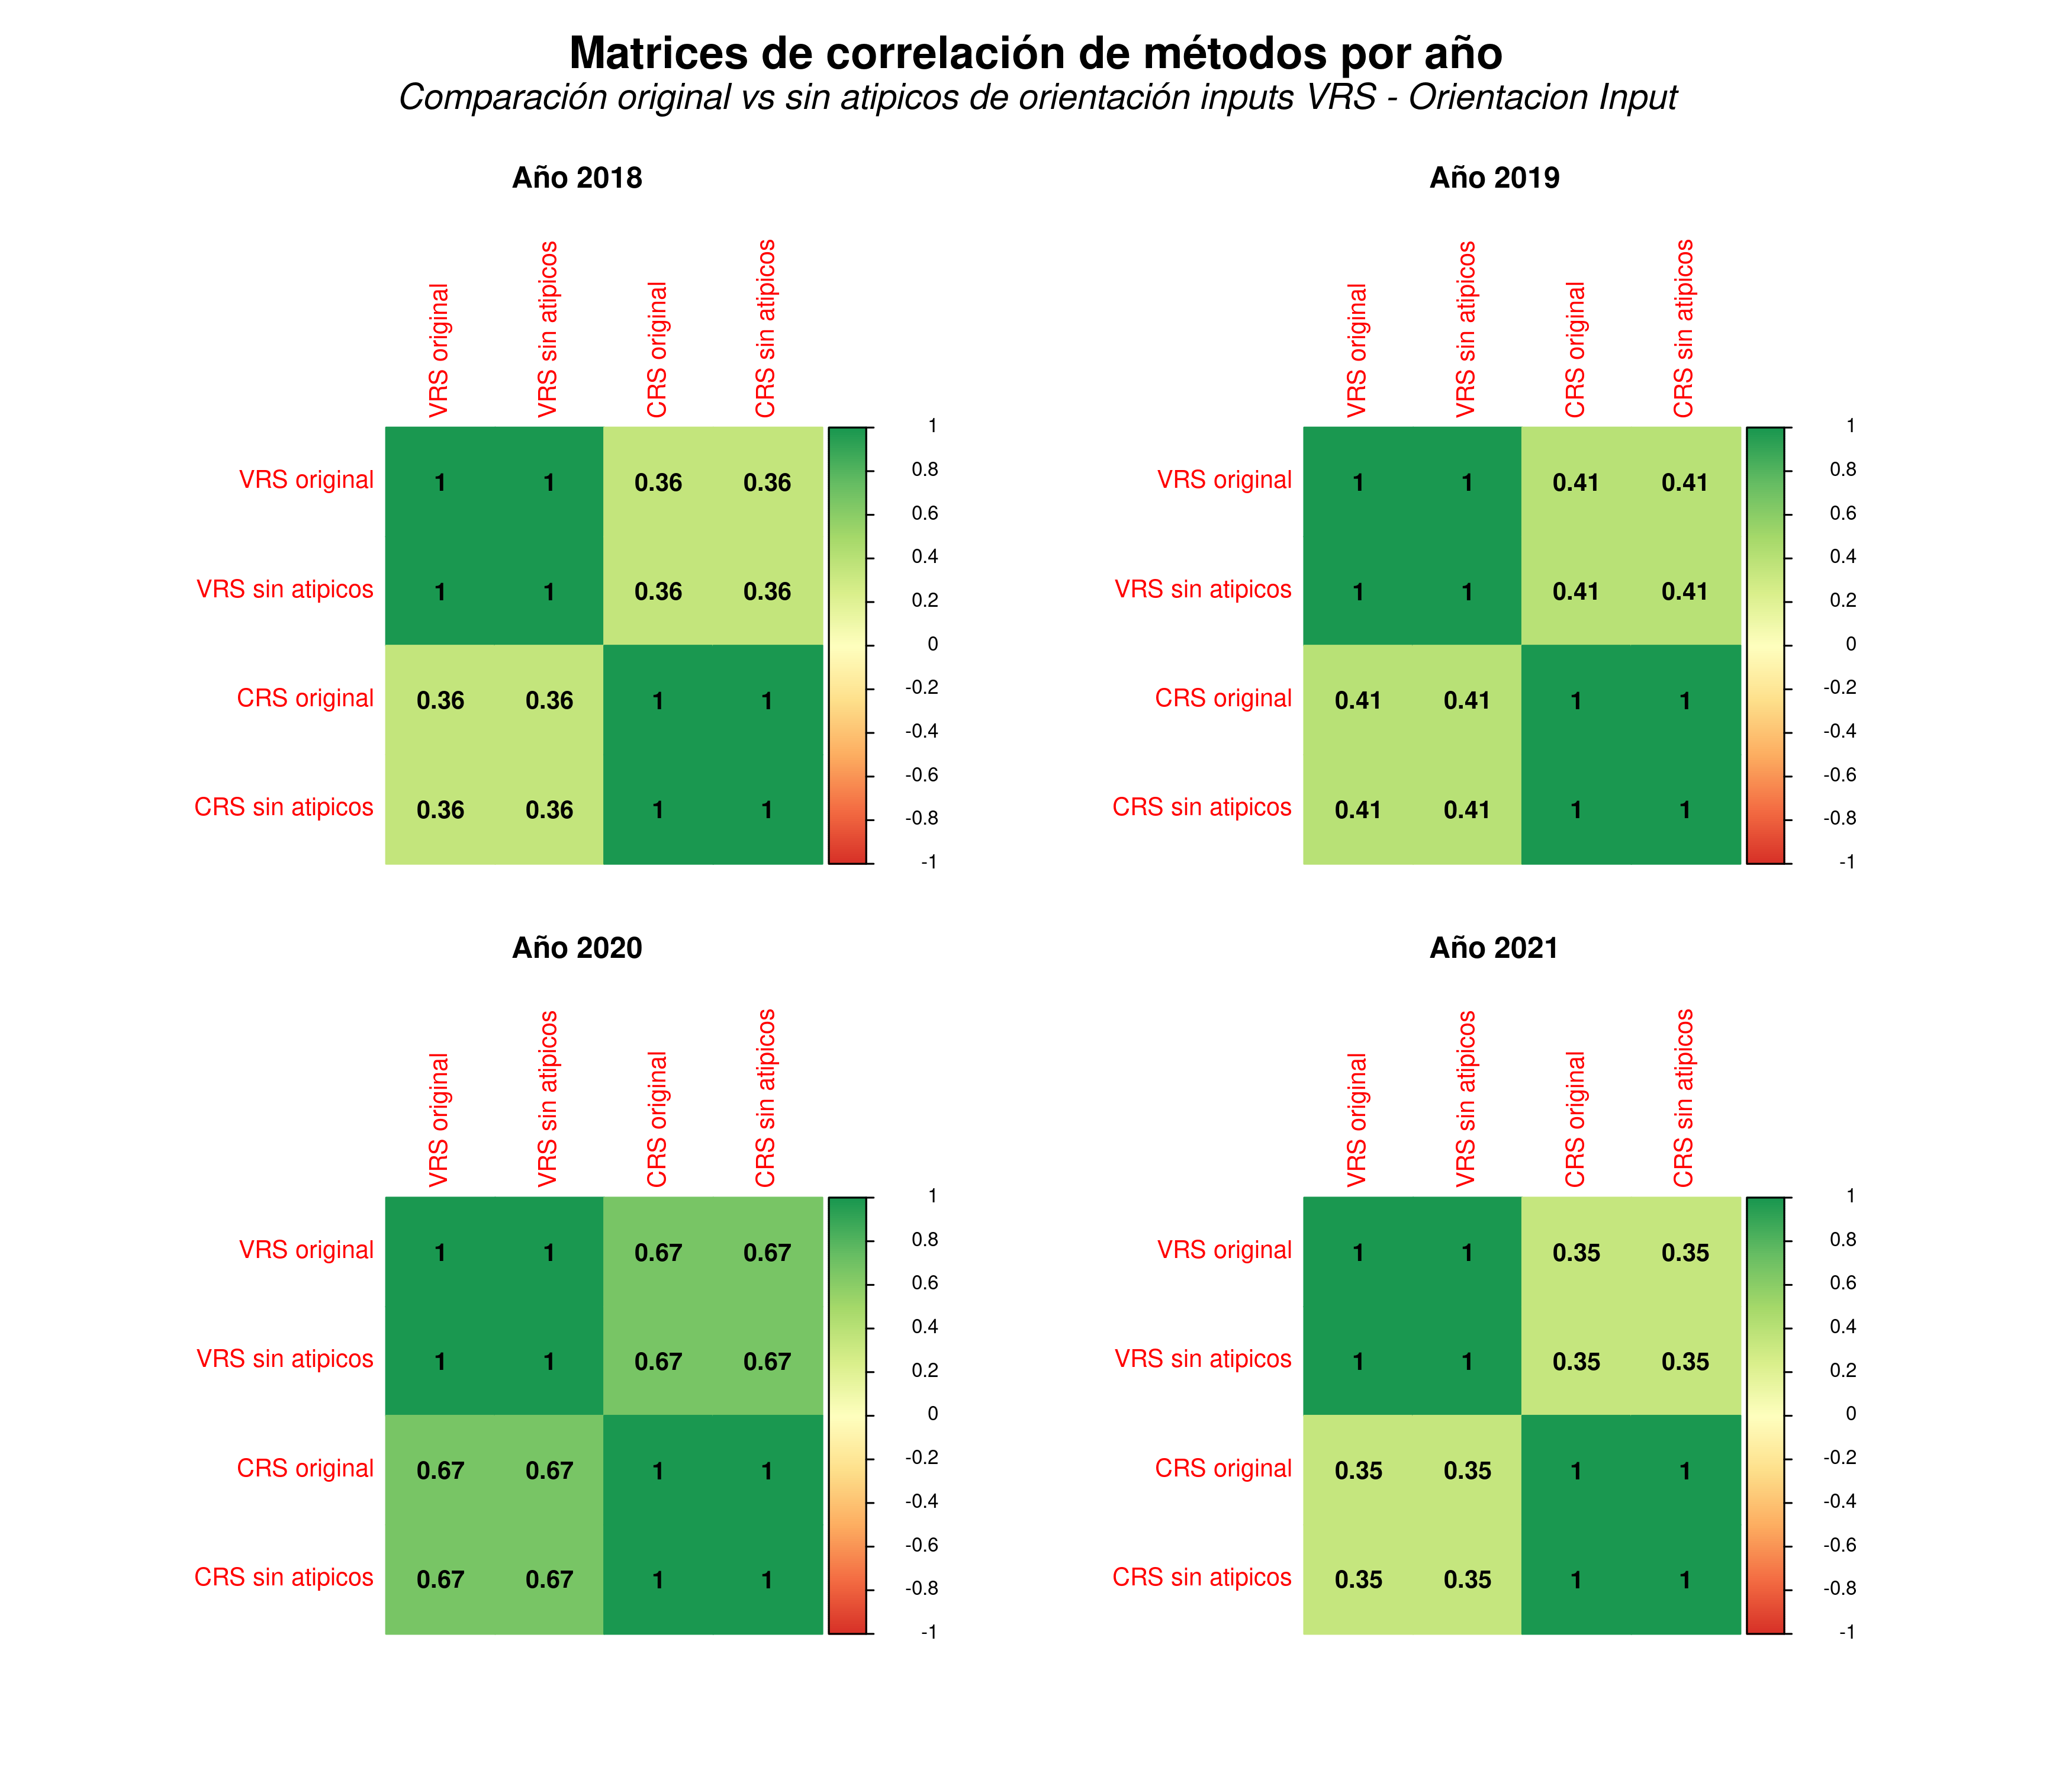 Matrices de correlación de métodos por año
Comparación original vs sin atipicos de orientación inputs VRS - Orientacion Input
Año 2018
VRS original
VRS sin atipicos
CRS original
CRS sin atipicos
VRS original 1 1 0.36 0.36
VRS sin atipicos 1 1 0.36 0.36
CRS original 0.36 0.36 1 1
CRS sin atipicos 0.36 0.36 1 1
1
0.8
0.6
0.4
0.2
0
-0.2
-0.4
-0.6
-0.8
-1
Año 2019
VRS original
VRS sin atipicos
CRS original
CRS sin atipicos
VRS original 1 1 0.41 0.41
VRS sin atipicos 1 1 0.41 0.41
CRS original 0.41 0.41 1 1
CRS sin atipicos 0.41 0.41 1 1
1
0.8
0.6
0.4
0.2
0
-0.2
-0.4
-0.6
-0.8
-1
Año 2020
VRS original
VRS sin atipicos
CRS original
CRS sin atipicos
VRS original 1 1 0.67 0.67
VRS sin atipicos 1 1 0.67 0.67
CRS original 0.67 0.67 1 1
CRS sin atipicos 0.67 0.67 1 1
1
0.8
0.6
0.4
0.2
0
-0.2
-0.4
-0.6
-0.8
-1
Año 2021
VRS original
VRS sin atipicos
CRS original
CRS sin atipicos
VRS original 1 1 0.35 0.35
VRS sin atipicos 1 1 0.35 0.35
CRS original 0.35 0.35 1 1
CRS sin atipicos 0.35 0.35 1 1
1
0.8
0.6
0.4
0.2
0
-0.2
-0.4
-0.6
-0.8
-1